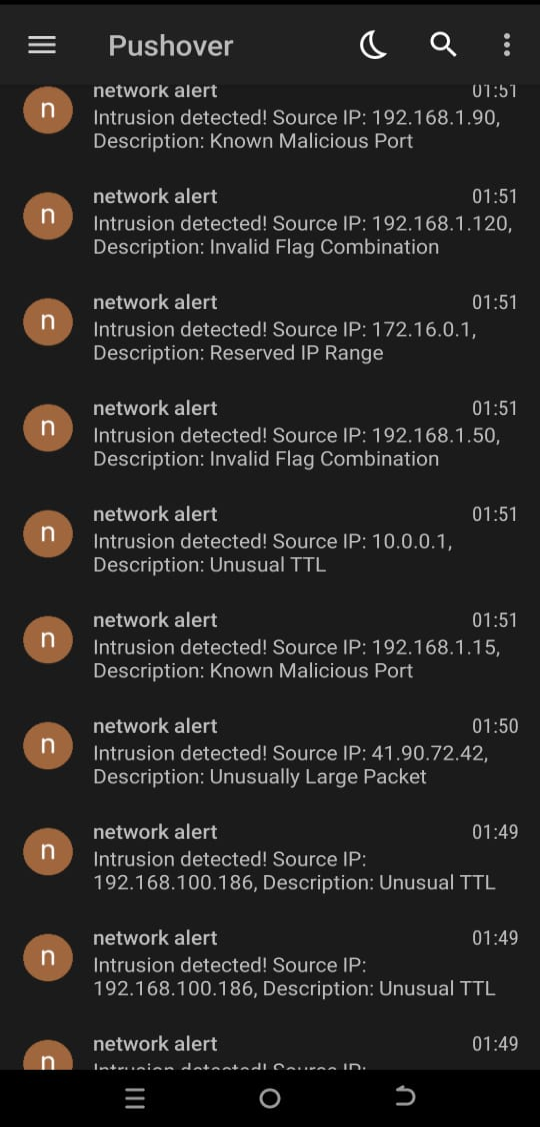 Pushover
n
network alert 01:51
Intrusion detected! Source IP: 192.168.1.90,
Description: Known Malicious Port
n
network alert 01:51
Intrusion detected! Source IP: 192.168.1.120,
Description: Invalid Flag Combination
n
network alert 01:51
Intrusion detected! Source IP: 172.16.0.1,
Description: Reserved IP Range
n
network alert 01:51
Intrusion detected! Source IP: 192.168.1.50,
Description: Invalid Flag Combination
n
network alert 01:51
Intrusion detected! Source IP: 10.0.0.1,
Description: Unusual TTL
n
network alert 01:51
Intrusion detected! Source IP: 192.168.1.15,
Description: Known Malicious Port
n
network alert 01:50
Intrusion detected! Source IP: 41.90.72.42,
Description: Unusually Large Packet
n
network alert 01:49
Intrusion detected! Source IP:
192.168.100.186, Description: Unusual TTL
n
network alert 01:49
Intrusion detected! Source IP:
192.168.100.186, Description: Unusual TTL
n
network alert 01:49
Intrusion detected! Source IP: